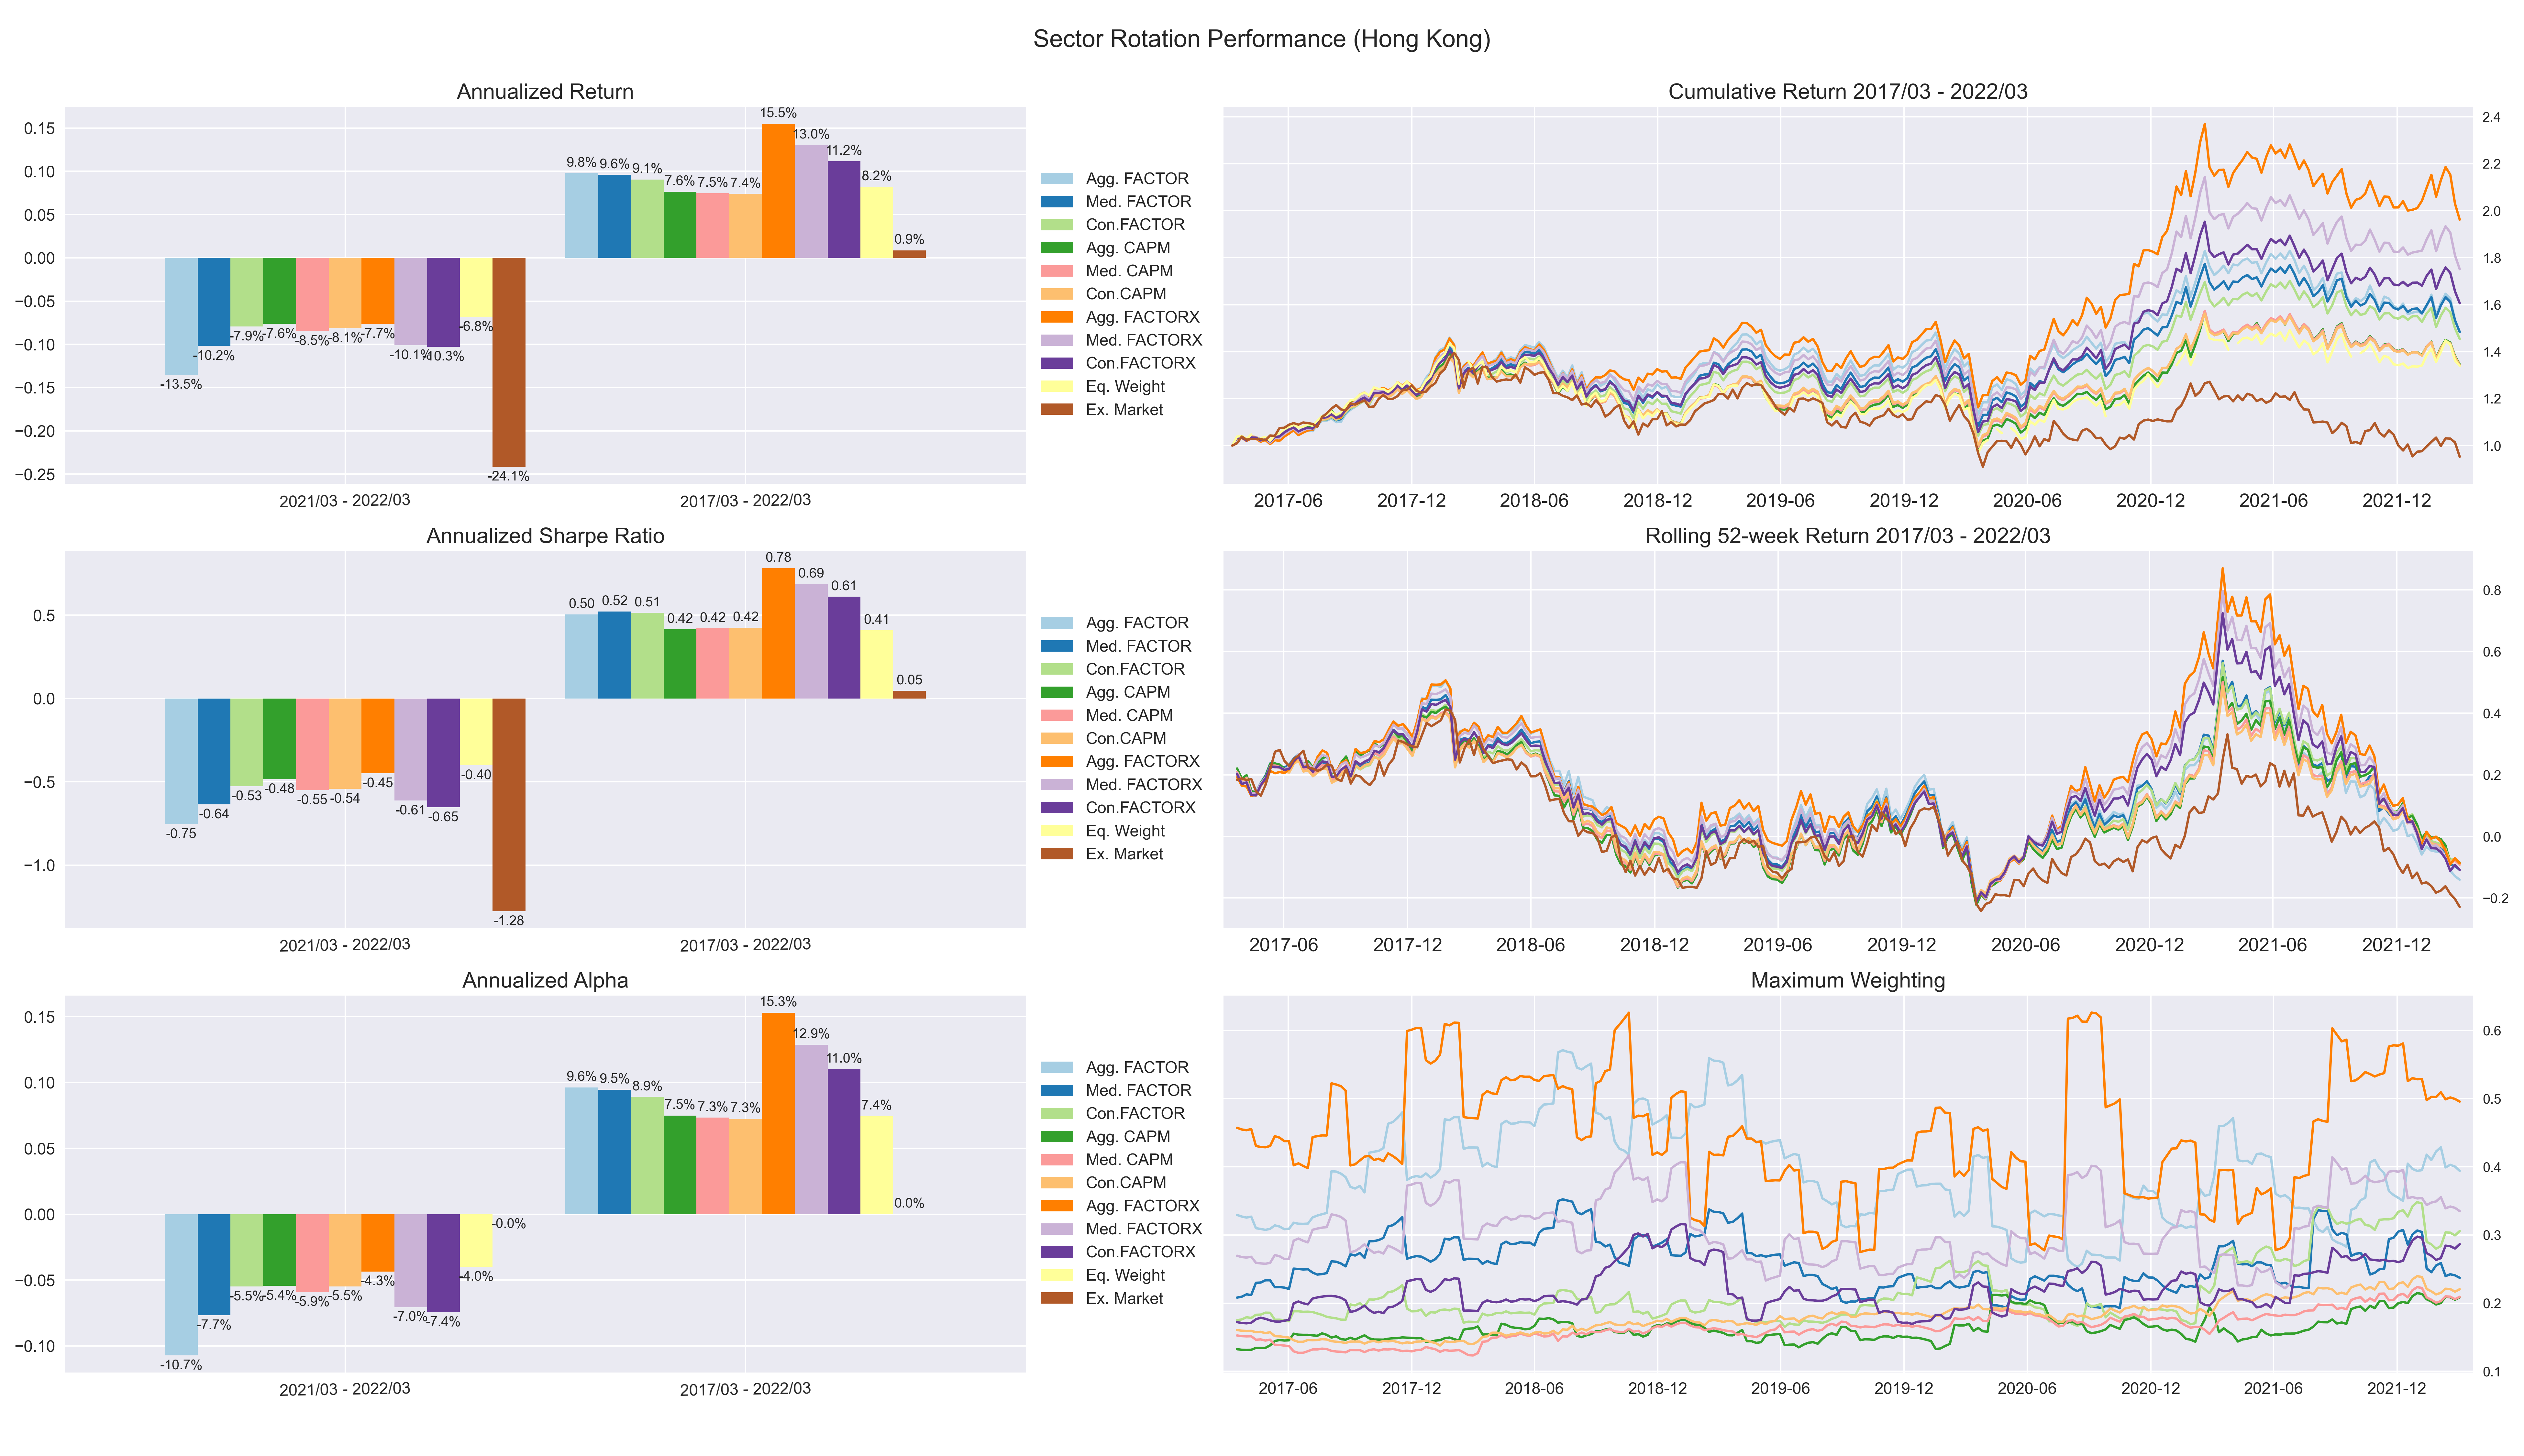 Sector Rotation Performance (Hong Kong)
Annualized Return
0.15
0.10
0.05
0.00
−0.05
−0.10
−0.15
−0.20
−0.25
-13.5%
-10.2%
-7.9%
-7.6%
-8.5%
-8.1%
-7.7%
-10.1%
-10.3%
-6.8%
-24.1%
9.8%
9.6%
9.1%
7.6%
7.5%
7.4%
15.5%
13.0%
11.2%
8.2%
0.9%
2021/03 - 2022/03
2017/03 - 2022/03
Agg. FACTOR
Med. FACTOR
Con.FACTOR
Agg. CAPM
Med. CAPM
Con.CAPM
Agg. FACTORX
Med. FACTORX
Con.FACTORX
Eq. Weight
Ex. Market
Cumulative Return 2017/03 - 2022/03
2.4
2.2
2.0
1.8
1.6
1.4
1.2
1.0
2017-06
2017-12
2018-06
2018-12
2019-06
2019-12
2020-06
2020-12
2021-06
2021-12
Annualized Sharpe Ratio
0.5
0.0
−0.5
−1.0
-0.75
-0.64
-0.53
-0.48
-0.55
-0.54
-0.45
-0.61
-0.65
-0.40
-1.28
0.50
0.52
0.51
0.42
0.42
0.42
0.78
0.69
0.61
0.41
0.05
2021/03 - 2022/03
2017/03 - 2022/03
Agg. FACTOR
Med. FACTOR
Con.FACTOR
Agg. CAPM
Med. CAPM
Con.CAPM
Agg. FACTORX
Med. FACTORX
Con.FACTORX
Eq. Weight
Ex. Market
Rolling 52-week Return 2017/03 - 2022/03
0.8
0.6
0.4
0.2
0.0
−0.2
2017-06
2017-12
2018-06
2018-12
2019-06
2019-12
2020-06
2020-12
2021-06
2021-12
Annualized Alpha
0.15
0.10
0.05
0.00
−0.05
−0.10
-10.7%
-7.7%
-5.5%
-5.4%
-5.9%
-5.5%
-4.3%
-7.0%
-7.4%
-4.0%
-0.0%
9.6%
9.5%
8.9%
7.5%
7.3%
7.3%
15.3%
12.9%
11.0%
7.4%
0.0%
2021/03 - 2022/03
2017/03 - 2022/03
Agg. FACTOR
Med. FACTOR
Con.FACTOR
Agg. CAPM
Med. CAPM
Con.CAPM
Agg. FACTORX
Med. FACTORX
Con.FACTORX
Eq. Weight
Ex. Market
Maximum Weighting
0.6
0.5
0.4
0.3
0.2
0.1
2017-06
2017-12
2018-06
2018-12
2019-06
2019-12
2020-06
2020-12
2021-06
2021-12